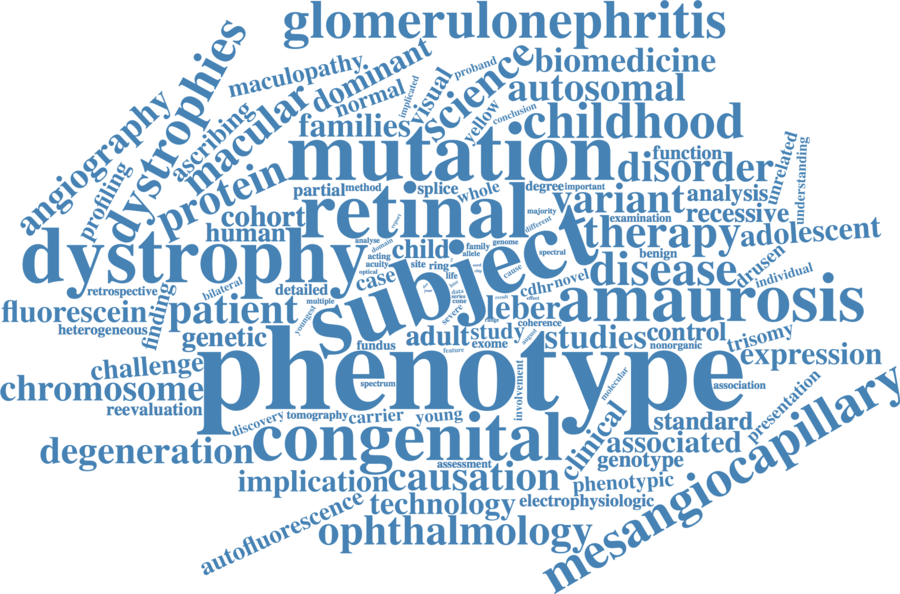 glomerulonephritis
dystrophies
maculopathy
dominant
biomedicine
science
proband
visual
implicated
normal
autosomal
yellow
conclusion
childhood
angiography
ascribing
macular
families
mutation
function
disorder
unrelated
understanding
profiling
protein
partial
method
splice
whole
degree
important
variant
analysis
cohort
retinal
majority
different
examination
recessive
human
therapy
adolescent
dystrophy
analyse
domain
acting
child
family
allele
genome
spectral
benign
acuity
optical
site
ring
life
case
subject
cause
disease
drusen
individual
retrospective
bilateral
detailed
cdhr
novel
data
series
cone
result
effect
leber
amaurosis
fluorescein
finding
patient
multiple
youngest
severe
heterogeneous
genetic
adult
study
coherence
august
studies
control
trisomy
fundus
exome
feature
nonorganic
expression
challenge
phenotype
chromosome
spectrum
involvement
molecular
association
reevaluation
discovery
tomography
carrier
young
standard
presentation
congenital
clinical
associated
degeneration
assessment
genotype
mesangiocapillary
implication
causation
phenotypic
technology
electrophysiologic
autofluorescence
ophthalmology